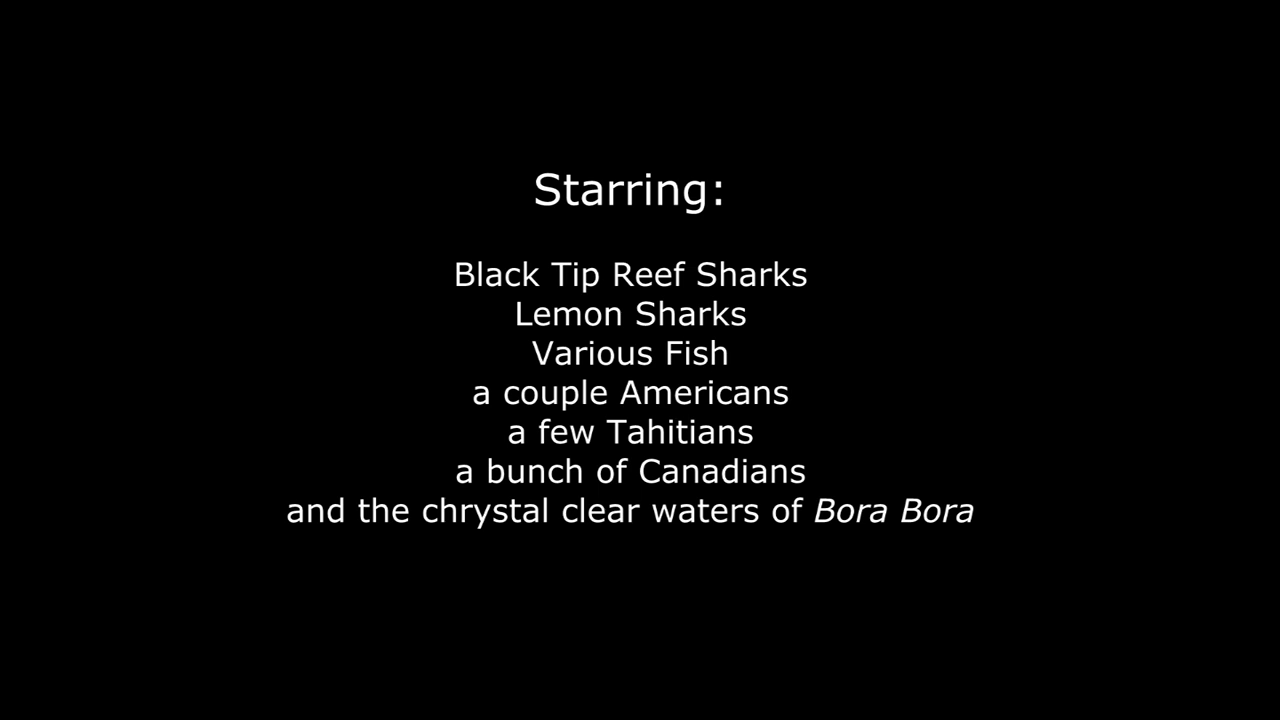 Starring:
Black Tip Reef Sharks
Lemon Sharks
Various Fish
a couple Americans
a few Tahitians
a bunch of Canadians
and the chrystal clear waters of Bora Bora